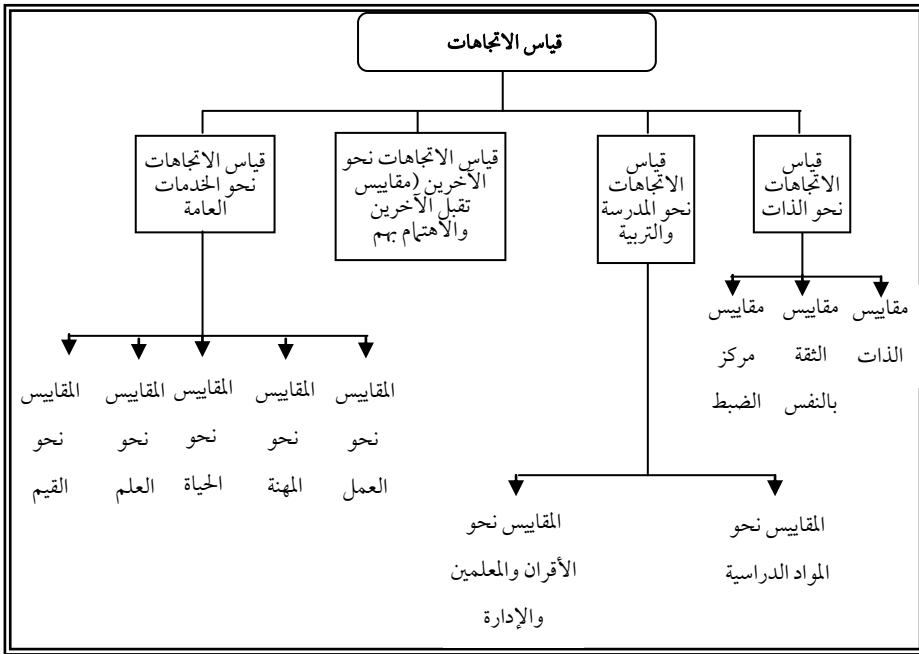 قياس الاتجاهات
قياس
الاتجاهات
نحو الذات
قياس
الاتجاهات
نحو المدرسة
والتربية
قياس الاتجاهات نحو
الآخرين (مقاييس
تقبل الآخرين
والاهتمام بهم
قياس الاتجاهات
نحو الخدمات
العامة
مقاييس
الذات
مقاييس
الثقة
بالنفس
مقاييس
مركز
الضبط
المقاييس نحو
المواد الدراسية
المقاييس نحو
الأقران والمعلمين
والإدارة
المقاييس
نحو
العمل
المقاييس
نحو
المهنة
المقاييس
نحو
الحياة
المقاييس
نحو
العلم
المقاييس
نحو
القيم